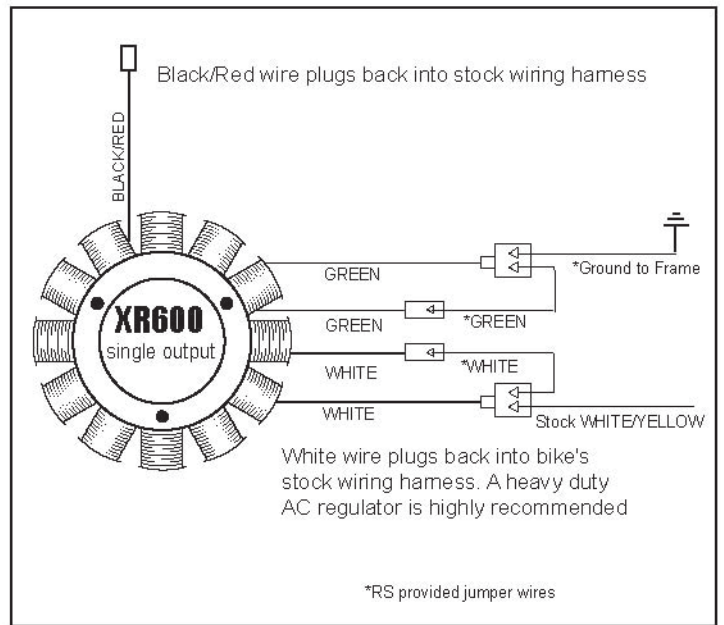 Black/Red wire plugs back into stock wiring harness
BLACK/RED
*Ground to Frame
GREEN
GREEN
*GREEN
XR600
single output
WHITE
*WHITE
WHITE
Stock WHITE/YELLOW
White wire plugs back into bike's
stock wiring harness. A heavy duty
AC regulator is highly recommended
*RS provided jumper wires